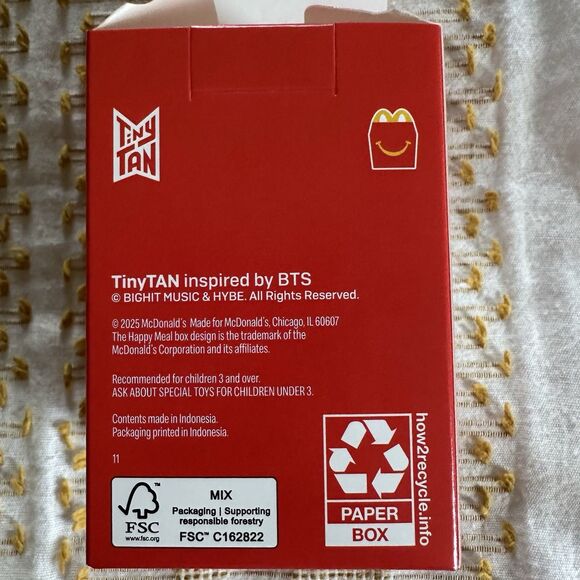 TiNY
TAN
TinyTAN inspired by BTS
© BIGHIT MUSIC & HYBE. All Rights Reserved.
© 2025 McDonald's Made for McDonald's, Chicago, IL 60607
The Happy Meal box design is the trademark of the
McDonald's Corporation and its affiliates.
Recommended for children 3 and over.
ASK ABOUT SPECIAL TOYS FOR CHILDREN UNDER 3.
Contents made in Indonesia.
Packaging printed in Indonesia.
11
FSC™
www.fsc.org
MIX
Packaging | Supporting
responsible forestry
FSC™ C162822
PAPER
BOX
how2recycle.info